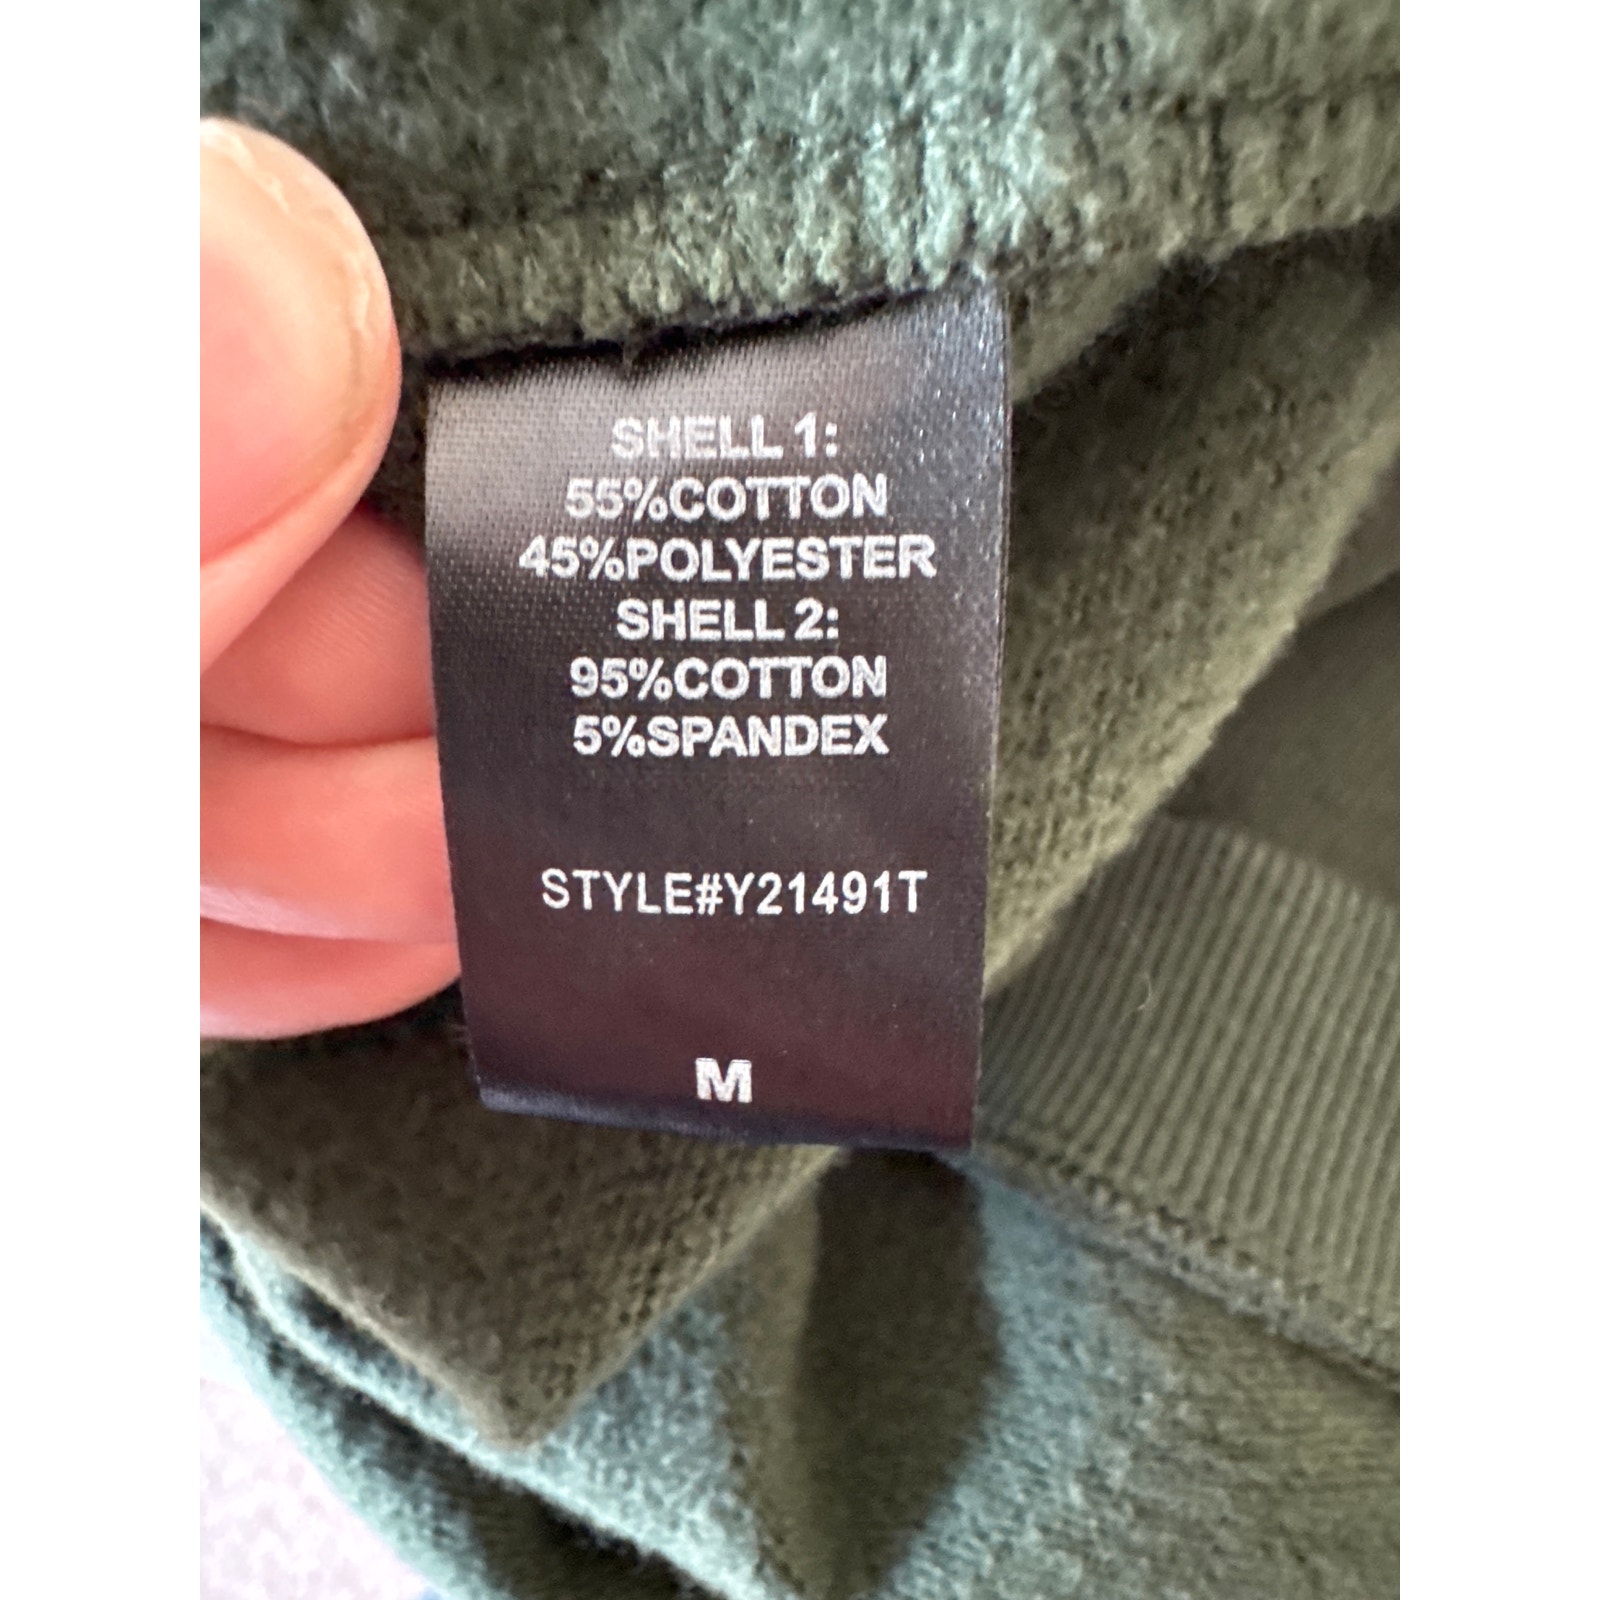 SHELL 1:
55%COTTON
45%POLYESTER
SHELL 2:
95%COTTON
5%SPANDEX
STYLE#Y21491T
M